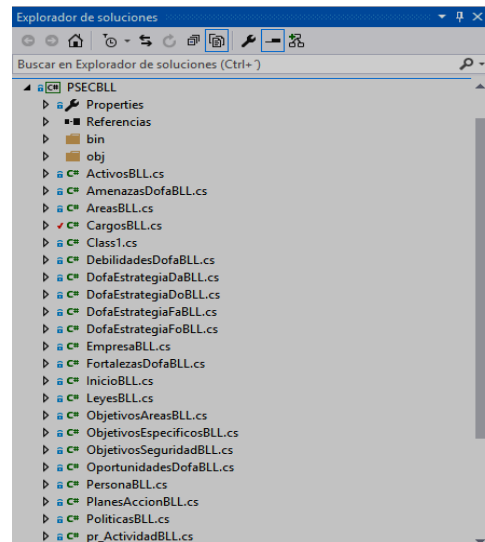 Explorador de soluciones
Buscar en Explorador de soluciones (Ctrl+´)
C# PSECBLL
Properties
Referencias
bin
obj
C# ActivosBLL.cs
C# AmenazasDofaBLL.cs
C# AreasBLL.cs
C# CargosBLL.cs
C# Class1.cs
C# DebilidadesDofaBLL.cs
C# DofaEstrategiaDaBLL.cs
C# DofaEstrategiaDoBLL.cs
C# DofaEstrategiaFaBLL.cs
C# DofaEstrategiaFoBLL.cs
C# EmpresaBLL.cs
C# FortalezasDofaBLL.cs
C# InicioBLL.cs
C# LeyesBLL.cs
C# ObjetivosAreasBLL.cs
C# ObjetivosEspecificosBLL.cs
C# ObjetivosSeguridadBLL.cs
C# OportunidadesDofaBLL.cs
C# PersonaBLL.cs
C# PlanesAccionBLL.cs
C# PoliticasBLL.cs
C# pr_ActividadBLL.cs